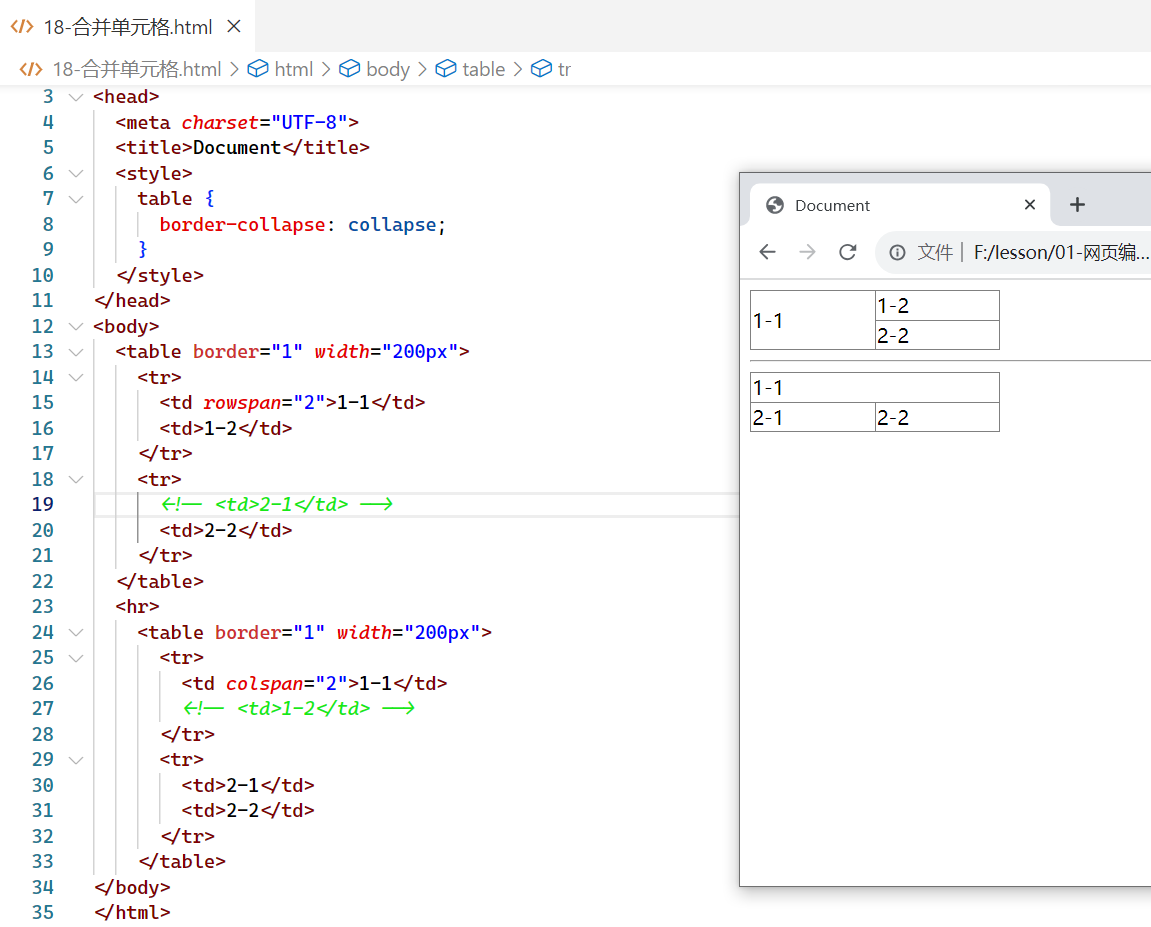 18-合并单元格.html
18-合并单元格.html > html > body > table > tr
3 <head>
4 <meta charset="UTF-8">
5 <title>Document</title>
6 <style>
7 table {
8 border-collapse: collapse;
9 }
10 </style>
11 </head>
12 <body>
13 <table border="1" width="200px">
14 <tr>
15 <td rowspan="2">1-1</td>
16 <td>1-2</td>
17 </tr>
18 <tr>
19 <!-- <td>2-1</td> -->
20 <td>2-2</td>
21 </tr>
22 </table>
23 <hr>
24 <table border="1" width="200px">
25 <tr>
26 <td colspan="2">1-1</td>
27 <!-- <td>1-2</td> -->
28 </tr>
29 <tr>
30 <td>2-1</td>
31 <td>2-2</td>
32 </tr>
33 </table>
34 </body>
35 </html>
Document
文件 | F:/lesson/01-网页编...
1-1 1-2
2-2
1-1
2-1 2-2